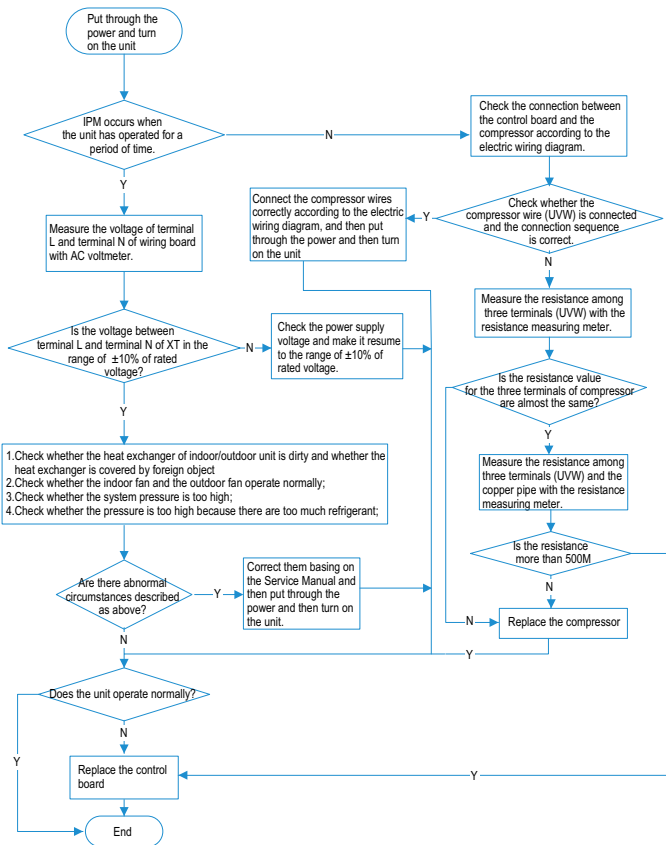 Put through the
power and turn
on the unit
IPM occurs when
the unit has operated for a
period of time.
N
Check the connection between
the control board and the
compressor according to the
electric wiring diagram.
Y
Measure the voltage of terminal
L and terminal N of wiring board
with AC voltmeter.
Connect the compressor wires
correctly according to the electric
wiring diagram, and then put
through the power and then turn
on the unit
Y
Check whether the
compressor wire (UVW) is connected
and the connection sequence
is correct.
N
Is the voltage between
terminal L and terminal N of XT in the
range of ±10% of rated
voltage?
N
Check the power supply
voltage and make it resume
to the range of ±10% of
rated voltage.
Measure the resistance among
three terminals (UVW) with the
resistance measuring meter.
Is the resistance value
for the three terminals of compressor
are almost the same?
Y
Y
1.Check whether the heat exchanger of indoor/outdoor unit is dirty and whether the
heat exchanger is covered by foreign object
2.Check whether the indoor fan and the outdoor fan operate normally;
3.Check whether the system pressure is too high;
4.Check whether the pressure is too high because there are too much refrigerant;
Measure the resistance among
three terminals (UVW) and the
copper pipe with the resistance
measuring meter.
Is the resistance
more than 500M
N
Are there abnormal
circumstances described
as above?
Y
Correct them basing on
the Service Manual and
then put through the
power and then turn on
the unit.
N
Replace the compressor
N
Y
Does the unit operate normally?
N
Y
Replace the control
board
Y
End